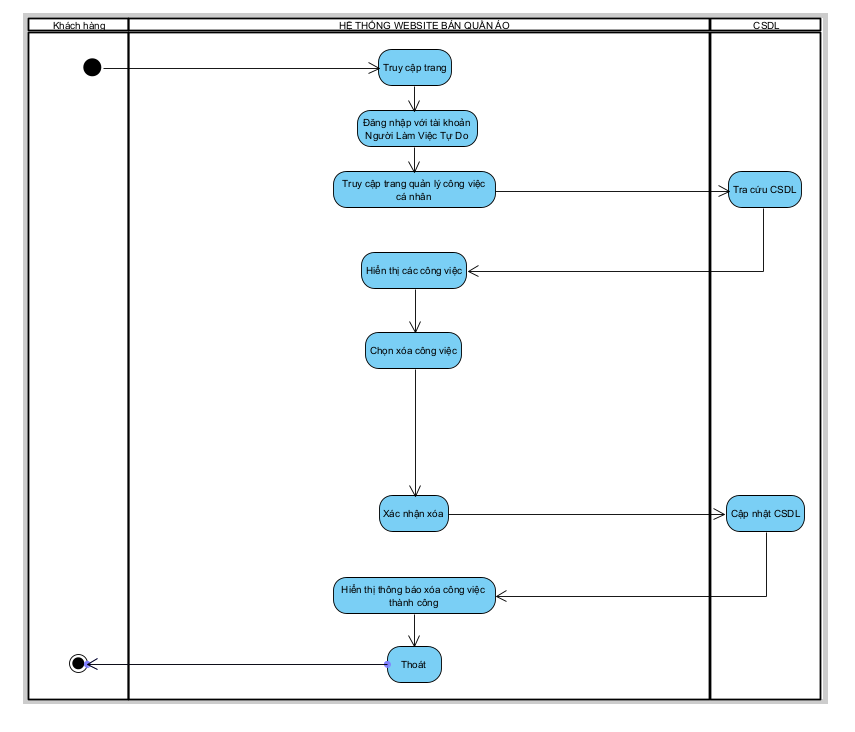 Khách hàng
HỆ THỐNG WEBSITE BÁN QUẦN ÁO
CSDL
Truy cập trang
Đăng nhập với tài khoản
Người Làm Việc Tự Do
Truy cập trang quản lý công việc
cá nhân
Tra cứu CSDL
Hiển thị các công việc
Chọn xóa công việc
Xác nhận xóa
Cập nhật CSDL
Hiển thị thông báo xóa công việc
thành công
Thoát